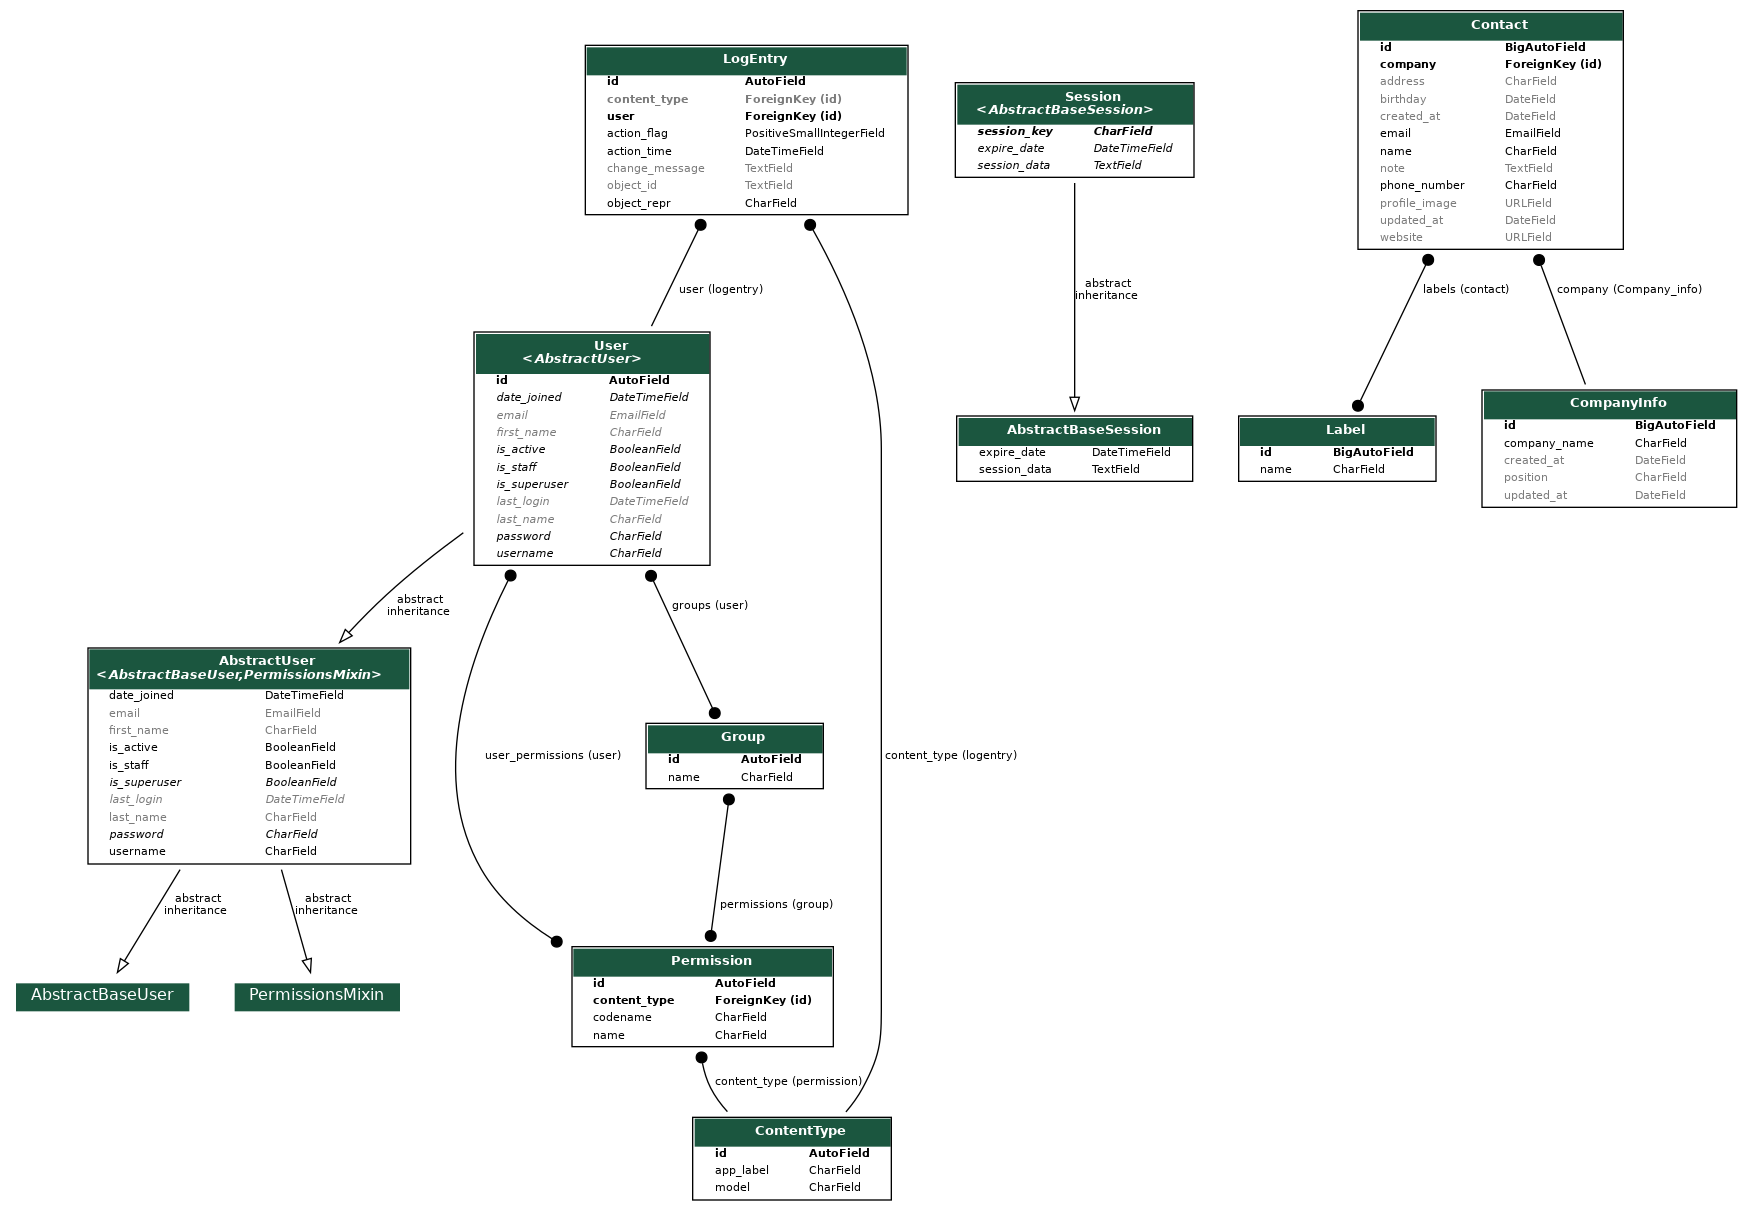 Contact
id BigAutoField
company ForeignKey (id)
address CharField
birthday DateField
created_at DateField
email EmailField
name CharField
note TextField
phone_number CharField
profile_image URLField
updated_at DateField
website URLField
LogEntry
id AutoField
content_type ForeignKey (id)
user ForeignKey (id)
action_flag PositiveSmallIntegerField
action_time DateTimeField
change_message TextField
object_id TextField
object_repr CharField
Session
<AbstractBaseSession>
session_key CharField
expire_date DateTimeField
session_data TextField
user (logentry)
abstract
inheritance
labels (contact)
company (Company_info)
User
<AbstractUser>
id AutoField
date_joined DateTimeField
email EmailField
first_name CharField
is_active BooleanField
is_staff BooleanField
is_superuser BooleanField
last_login DateTimeField
last_name CharField
password CharField
username CharField
AbstractBaseSession
expire_date DateTimeField
session_data TextField
Label
id BigAutoField
name CharField
CompanyInfo
id BigAutoField
company_name CharField
created_at DateField
position CharField
updated_at DateField
abstract
inheritance
groups (user)
AbstractUser
<AbstractBaseUser,PermissionsMixin>
date_joined DateTimeField
email EmailField
first_name CharField
is_active BooleanField
is_staff BooleanField
is_superuser BooleanField
last_login DateTimeField
last_name CharField
password CharField
username CharField
user_permissions (user)
Group
id AutoField
name CharField
content_type (logentry)
abstract
inheritance
abstract
inheritance
permissions (group)
AbstractBaseUser
PermissionsMixin
Permission
id AutoField
content_type ForeignKey (id)
codename CharField
name CharField
content_type (permission)
ContentType
id AutoField
app_label CharField
model CharField